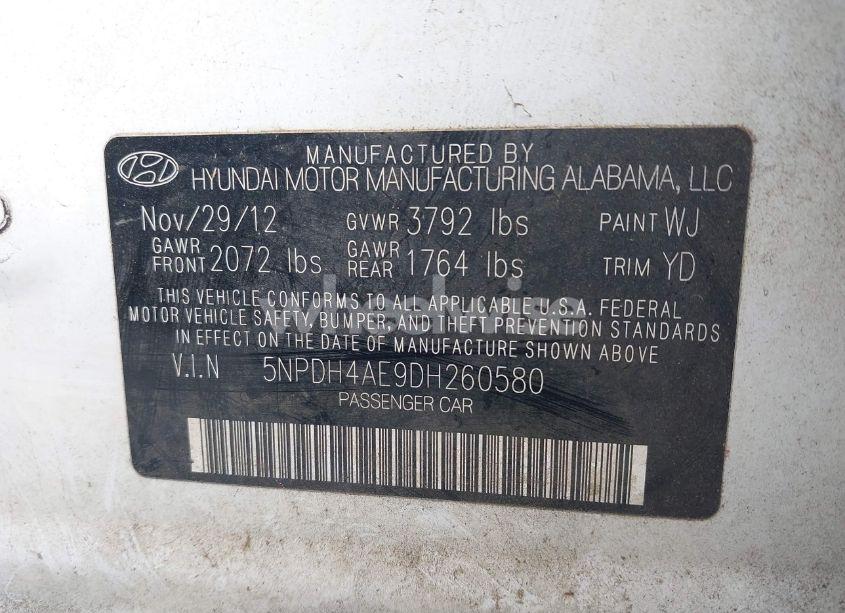 MANUFACTURED BY
HYUNDAI MOTOR MANUFACTURING ALABAMA, LLC
Nov/29/12 GVWR 3792 lbs PAINT WJ
GAWR FRONT 2072 lbs GAWR REAR 1764 lbs TRIM YD
THIS VEHICLE CONFORMS TO ALL APPLICABLE U.S.A. FEDERAL
MOTOR VEHICLE SAFETY, BUMPER, AND THEFT PREVENTION STANDARDS
IN EFFECT ON THE DATE OF MANUFACTURE SHOWN ABOVE
V.I.N 5NPDH4AE9DH260580
PASSENGER CAR